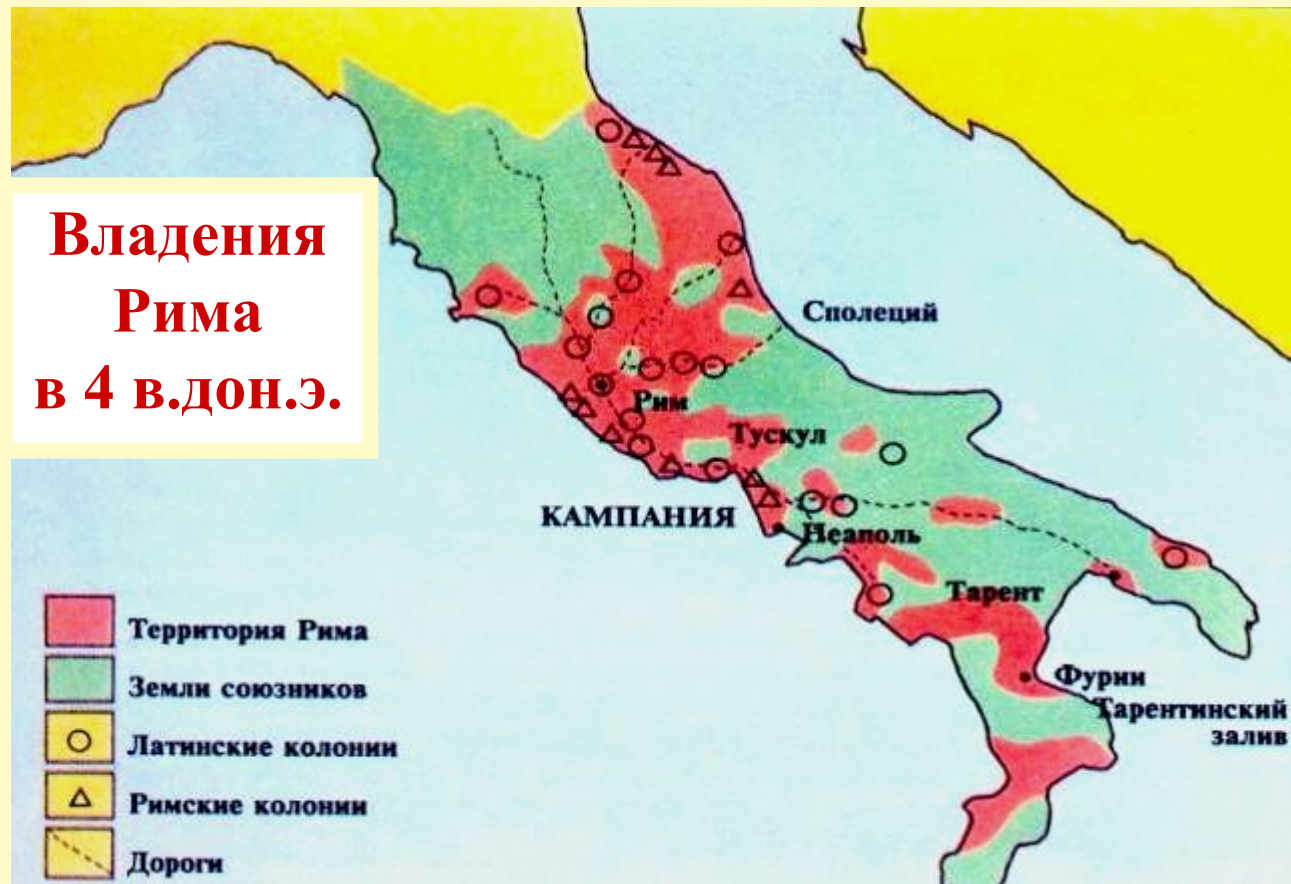 Владения
Рима
в 4 в.дон.э.
Сполеций
Рим
Тускул
КАМПАНИЯ
Неаполь
Тарент
Фурии
Тарентинский
залив
Территория Рима
Земли союзников
Латинские колонии
Римские колонии
Дороги